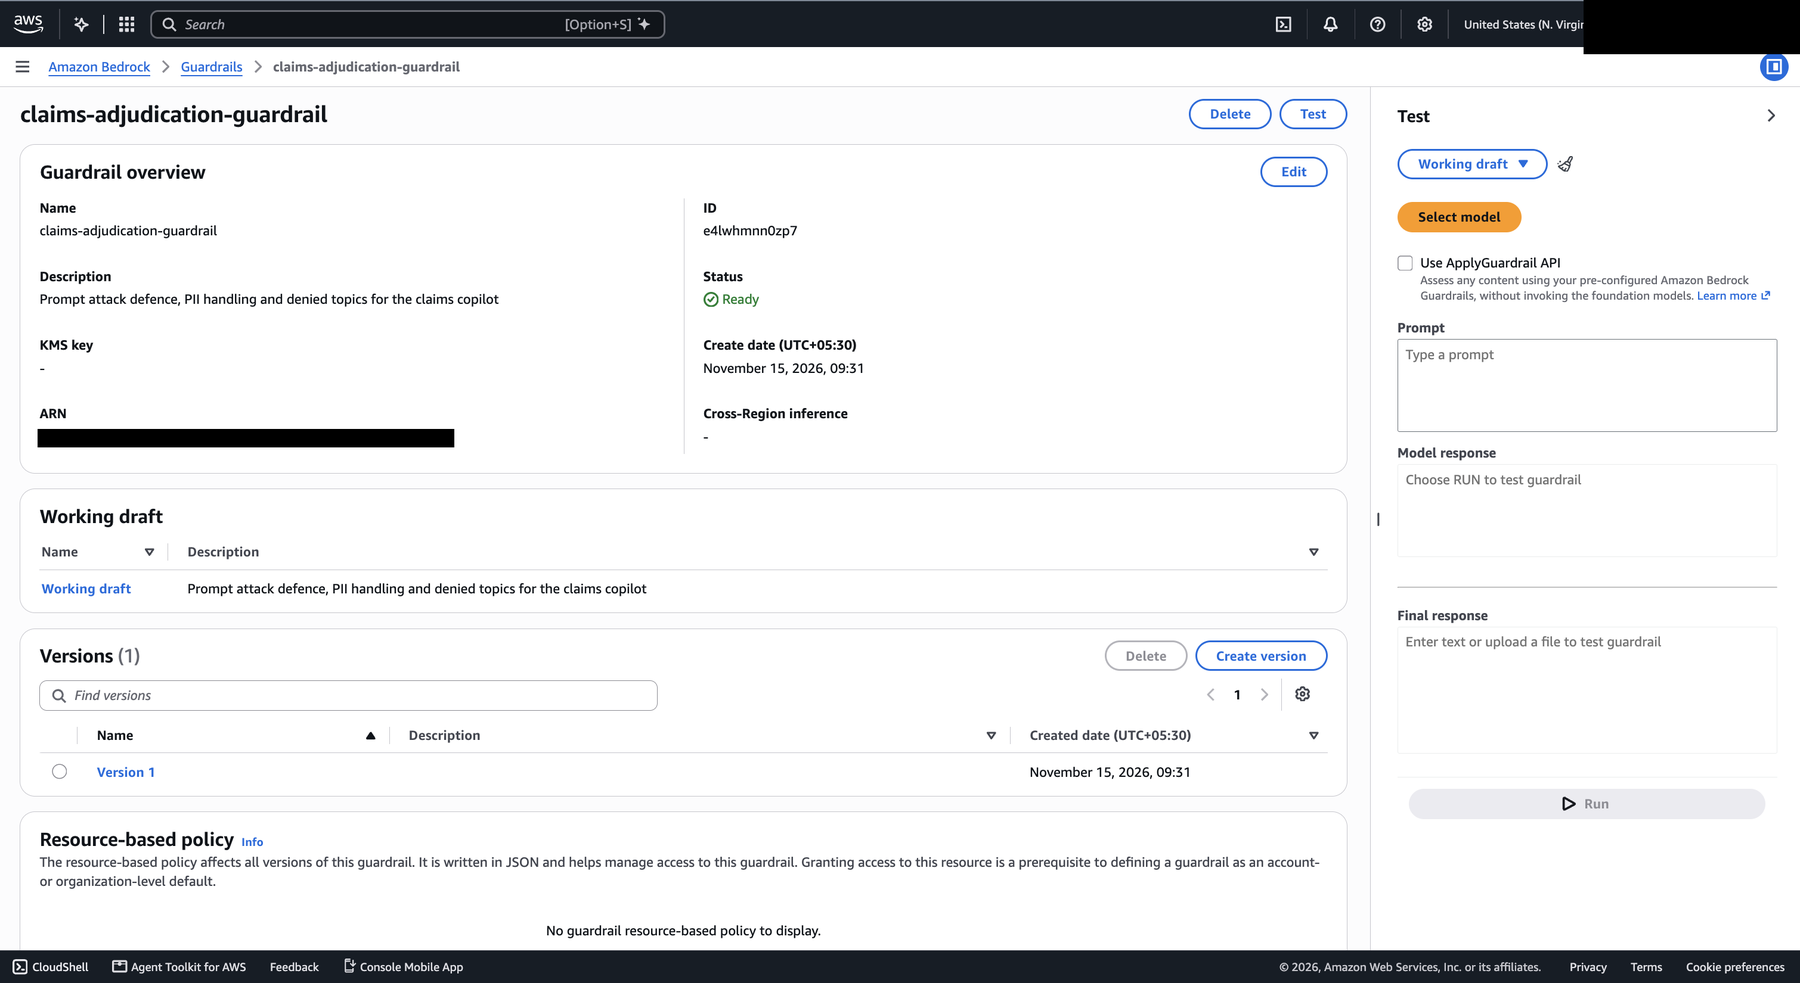 aws
Search
[Option+S]
United States (N. Virgin
Amazon Bedrock
Guardrails
claims-adjudication-guardrail
claims-adjudication-guardrail
Delete
Test
Guardrail overview
Edit
Name
claims-adjudication-guardrail
ID
e4lwhmnn0zp7
Description
Prompt attack defence, PII handling and denied topics for the claims copilot
Status
Ready
KMS key
-
Create date (UTC+05:30)
November 15, 2026, 09:31
ARN
Cross-Region inference
-
Working draft
Name
Description
Working draft
Prompt attack defence, PII handling and denied topics for the claims copilot
Versions (1)
Delete
Create version
Find versions
1
Name
Description
Created date (UTC+05:30)
Version 1
November 15, 2026, 09:31
Resource-based policy Info
The resource-based policy affects all versions of this guardrail. It is written in JSON and helps manage access to this guardrail. Granting access to this resource is a prerequisite to defining a guardrail as an account-
or organization-level default.
No guardrail resource-based policy to display.
Test
Working draft
Select model
Use ApplyGuardrail API
Assess any content using your pre-configured Amazon Bedrock
Guardrails, without invoking the foundation models. Learn more
Prompt
Type a prompt
Model response
Choose RUN to test guardrail
Final response
Enter text or upload a file to test guardrail
Run
CloudShell
Agent Toolkit for AWS
Feedback
Console Mobile App
© 2026, Amazon Web Services, Inc. or its affiliates.
Privacy
Terms
Cookie preferences